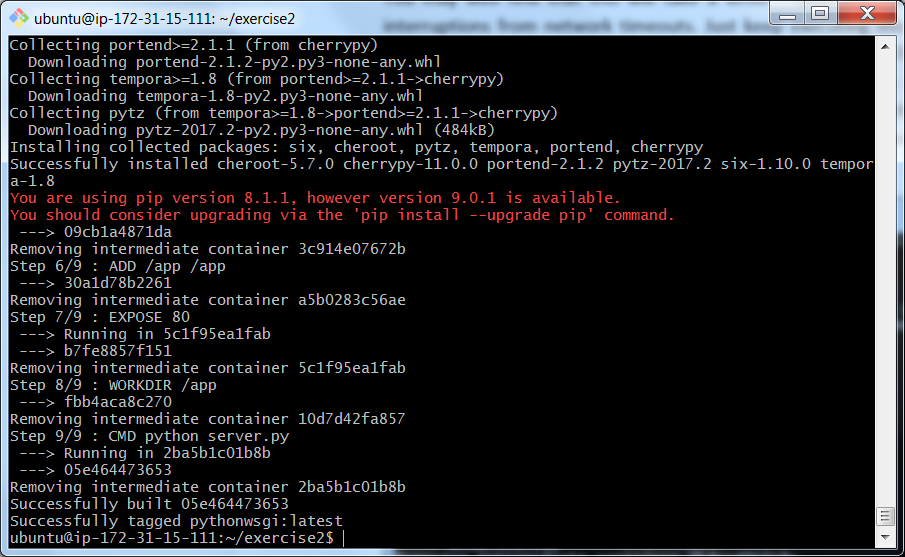 ubuntu@ip-172-31-15-111: ~/exercise2
interruptions from network timeouts. Just keep
Collecting portend>=2.1.1 (from cherrypy)
  Downloading portend-2.1.2-py2.py3-none-any.whl
Collecting tempora>=1.8 (from portend>=2.1.1->cherrypy)
  Downloading tempora-1.8-py2.py3-none-any.whl
Collecting pytz (from tempora>=1.8->portend>=2.1.1->cherrypy)
  Downloading pytz-2017.2-py2.py3-none-any.whl (484kB)
Installing collected packages: six, cheroot, pytz, tempora, portend, cherrypy
Successfully installed cheroot-5.7.0 cherrypy-11.0.0 portend-2.1.2 pytz-2017.2 six-1.10.0 tempor
a-1.8
You are using pip version 8.1.1, however version 9.0.1 is available.
You should consider upgrading via the 'pip install --upgrade pip' command.
 ---> 09cb1a4871da
Removing intermediate container 3c914e07672b
Step 6/9 : ADD /app /app
 ---> 30a1d78b2261
Removing intermediate container a5b0283c56ae
Step 7/9 : EXPOSE 80
 ---> Running in 5c1f95ea1fab
 ---> b7fe8857f151
Removing intermediate container 5c1f95ea1fab
Step 8/9 : WORKDIR /app
 ---> fbb4aca8c270
Removing intermediate container 10d7d42fa857
Step 9/9 : CMD python server.py
 ---> Running in 2ba5b1c01b8b
 ---> 05e464473653
Removing intermediate container 2ba5b1c01b8b
Successfully built 05e464473653
Successfully tagged pythonwsgi:latest
ubuntu@ip-172-31-15-111:~/exercise2$